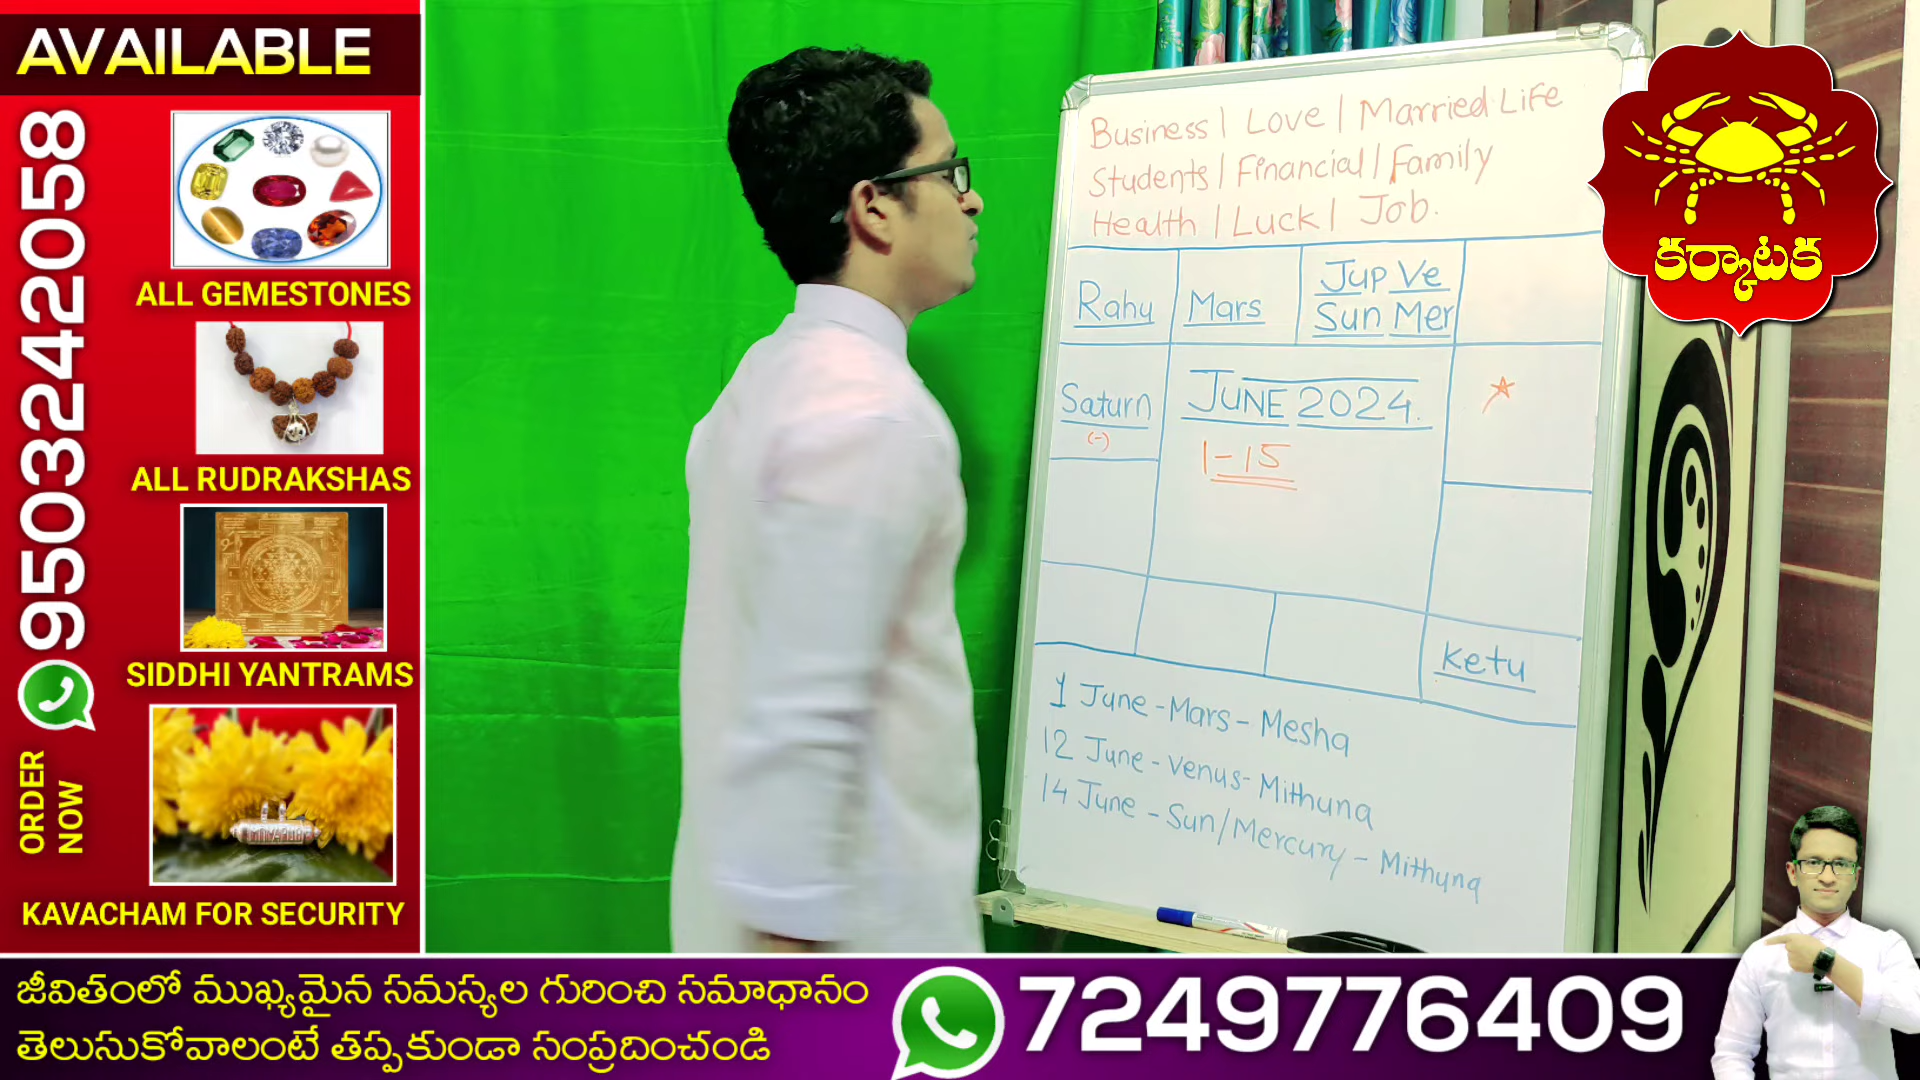 AVAILABLE
9503242058
ORDER
NOW
ALL GEMESTONES
ALL RUDRAKSHAS
SIDDHI YANTRAMS
KAVACHAM FOR SECURITY
Business | Love | Married Life
Students | Financial | Family
Health | Luck | Job.
కర్కాటక
Rahu
Mars
Jup Ve
Sun Mer
Saturn
(-)
JUNE 2024.
1-15
Ketu
1 June - Mars - Mesha
12 June - Venus - Mithuna
14 June - Sun/Mercury - Mithuna
జీవితంలో ముఖ్యమైన సమస్యల గురించి సమాధానం
తెలుసుకోవాలంటే తప్పకుండా సంప్రదించండి
7249776409